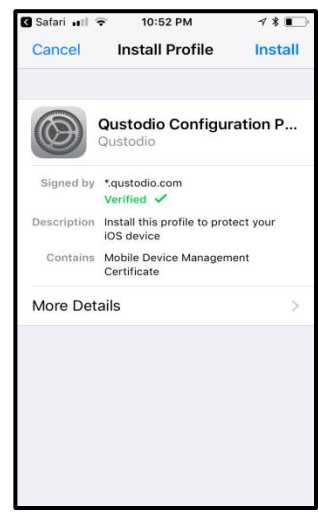 Safari 10:52 PM
Cancel Install Profile Install
Qustodio Configuration P...
Qustodio
Signed by *.qustodio.com
Verified ✓
Description Install this profile to protect your
iOS device
Contains Mobile Device Management
Certificate
More Details